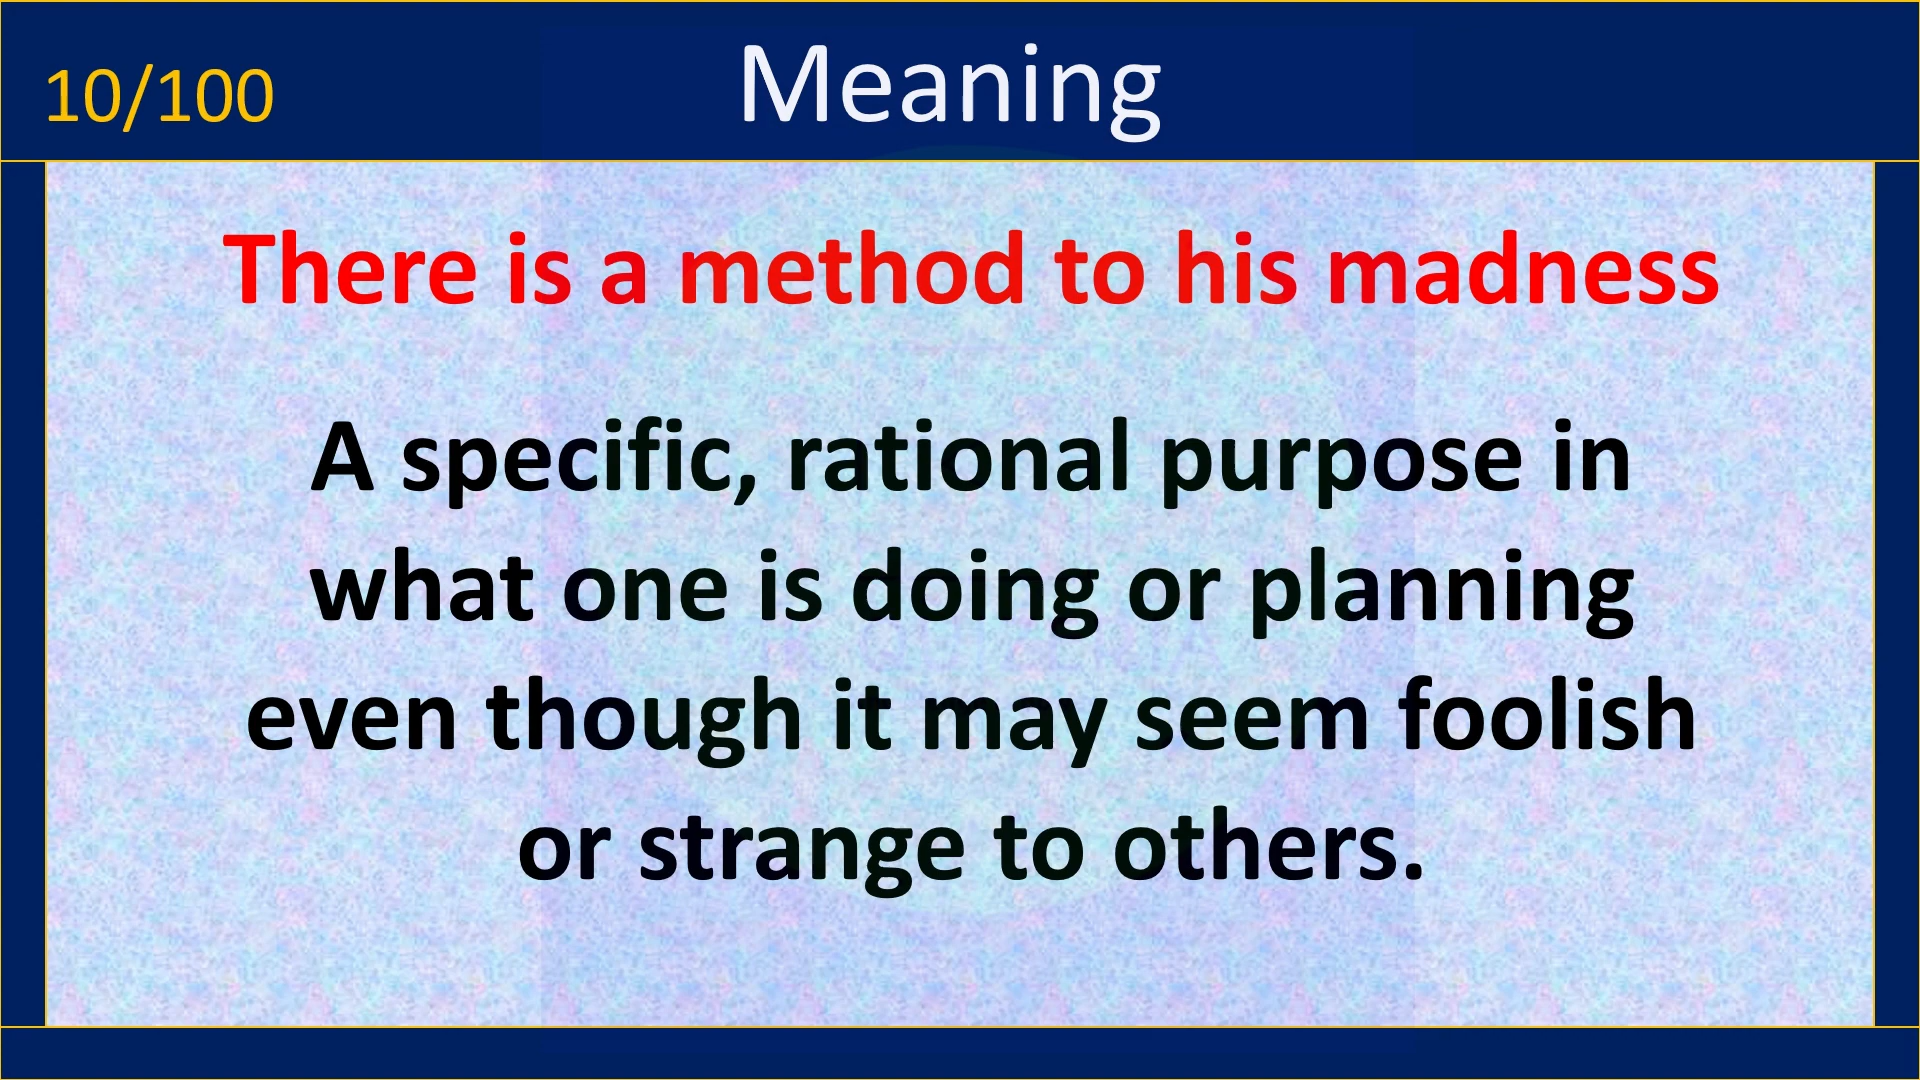 10/100
Meaning
There is a method to his madness
A specific, rational purpose in
what one is doing or planning
even though it may seem foolish
or strange to others.